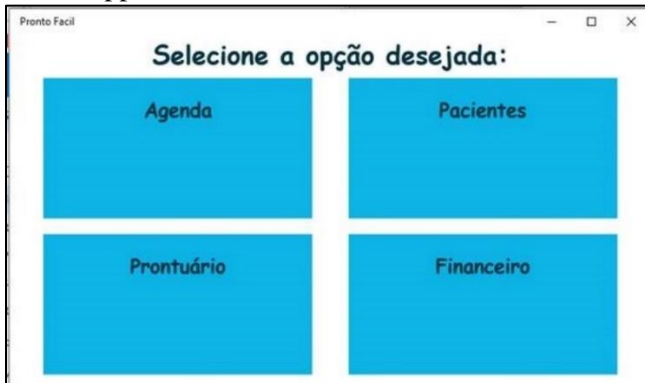 Pronto Facil
Selecione a opção desejada:
Agenda
Pacientes
Prontuário
Financeiro